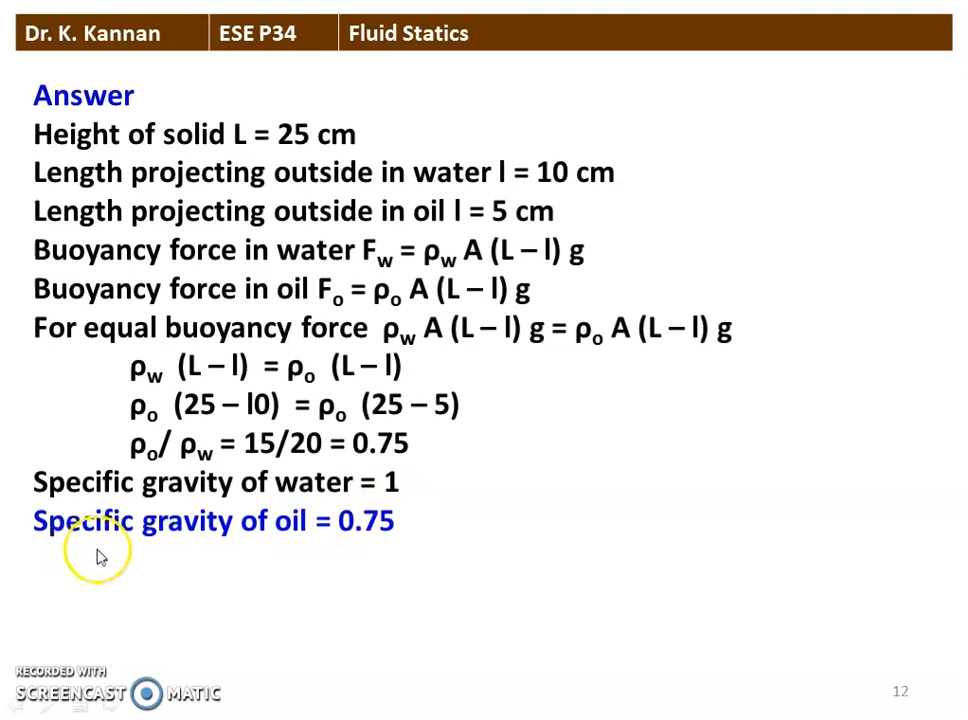 Dr. K. Kannan ESE P34 Fluid Statics
Answer
Height of solid L = 25 cm
Length projecting outside in water l = 10 cm
Length projecting outside in oil l = 5 cm
Buoyancy force in water Fw = ρw A (L – l) g
Buoyancy force in oil Fo = ρo A (L – l) g
For equal buoyancy force ρw A (L – l) g = ρo A (L – l) g
ρw (L – l) = ρo (L – l)
ρo (25 – l0) = ρo (25 – 5)
ρo/ ρw = 15/20 = 0.75
Specific gravity of water = 1
Specific gravity of oil = 0.75
RECORDED WITH
SCREENCAST MATIC
12